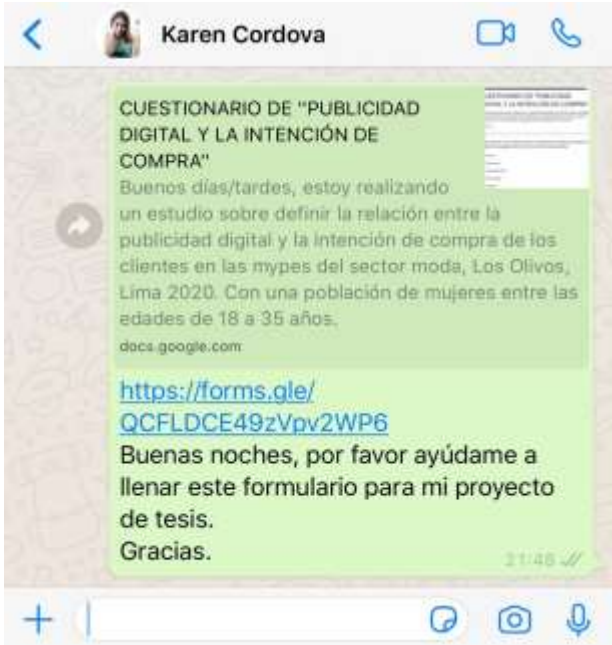 Karen Cordova
CUESTIONARIO DE "PUBLICIDAD
DIGITAL Y LA INTENCIÓN DE
COMPRA"
Buenos días/tardes, estoy realizando
un estudio sobre definir la relación entre la
publicidad digital y la intención de compra de los
clientes en las mypes del sector moda, Los Olivos,
Lima 2020. Con una población de mujeres entre las
edades de 18 a 35 años.
docs.google.com
https://forms.gle/
QCFLDCE49zVpv2WP6
Buenas noches, por favor ayúdame a
llenar este formulario para mi proyecto
de tesis.
Gracias.
21:48